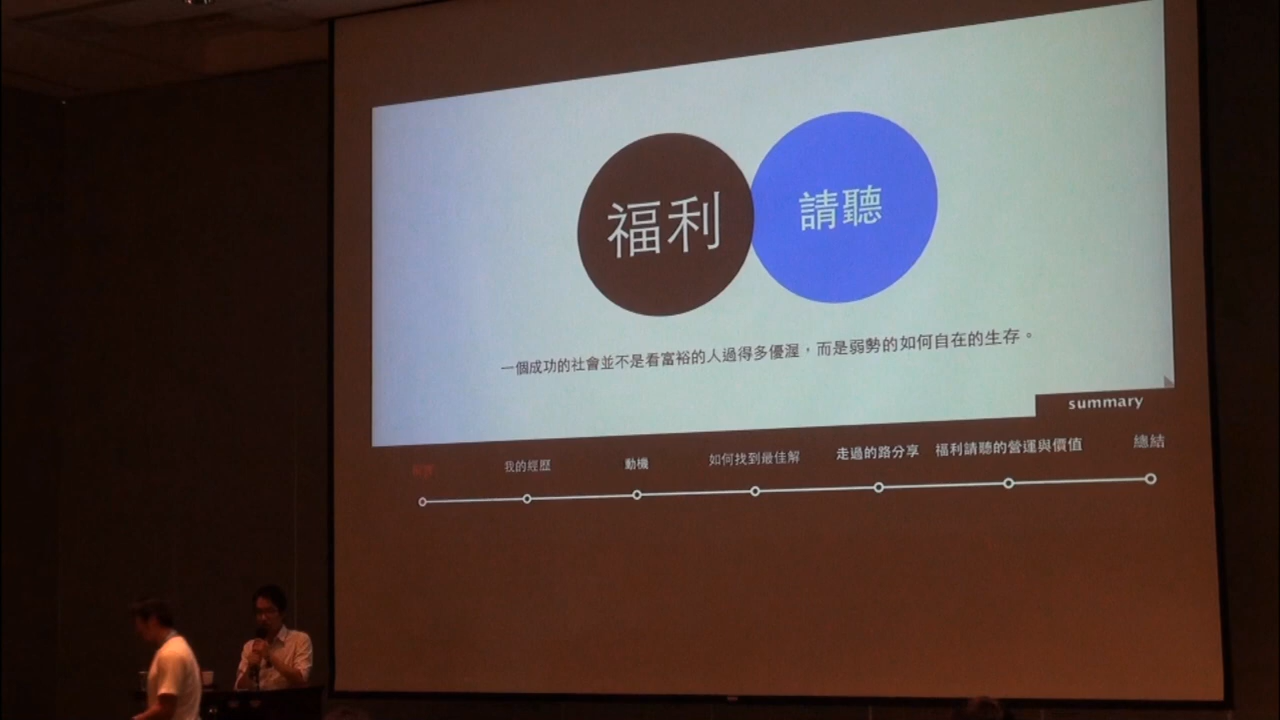 福利
請聽
一個成功的社會並不是看富裕的人過得多優渥，而是弱勢的如何自在的生存。
summary
我的經歷
動機
如何找到最佳解
走過的路分享
福利請聽的營運與價值
總結